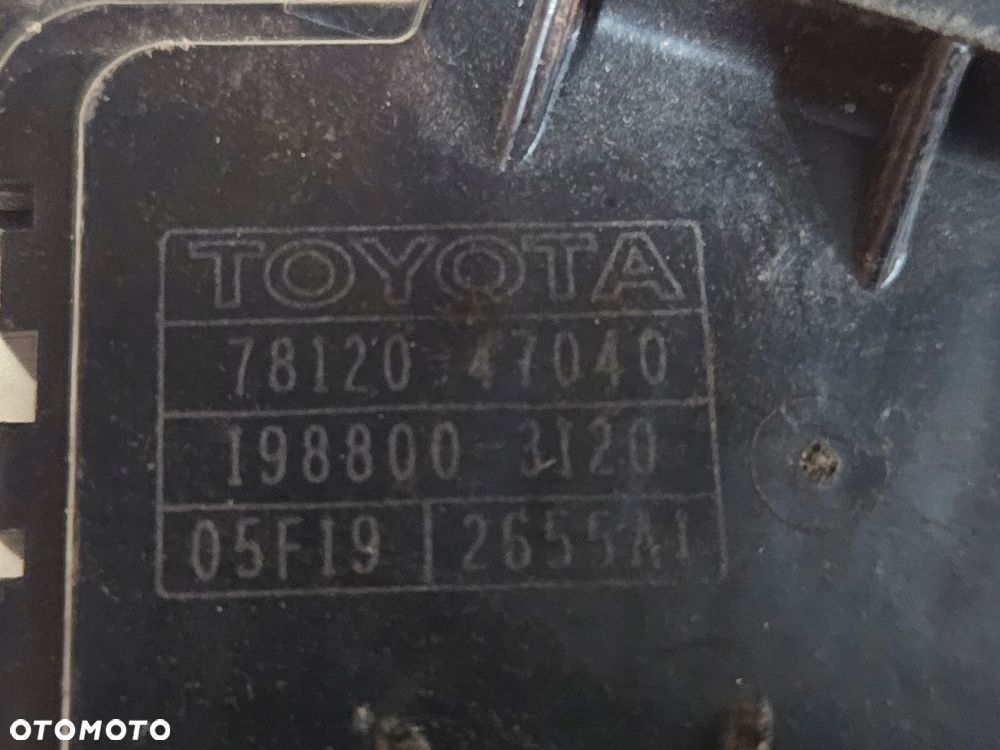 TOYOTA
78120-47040
198800-3120
05F19 2655A1
OTOMOTO